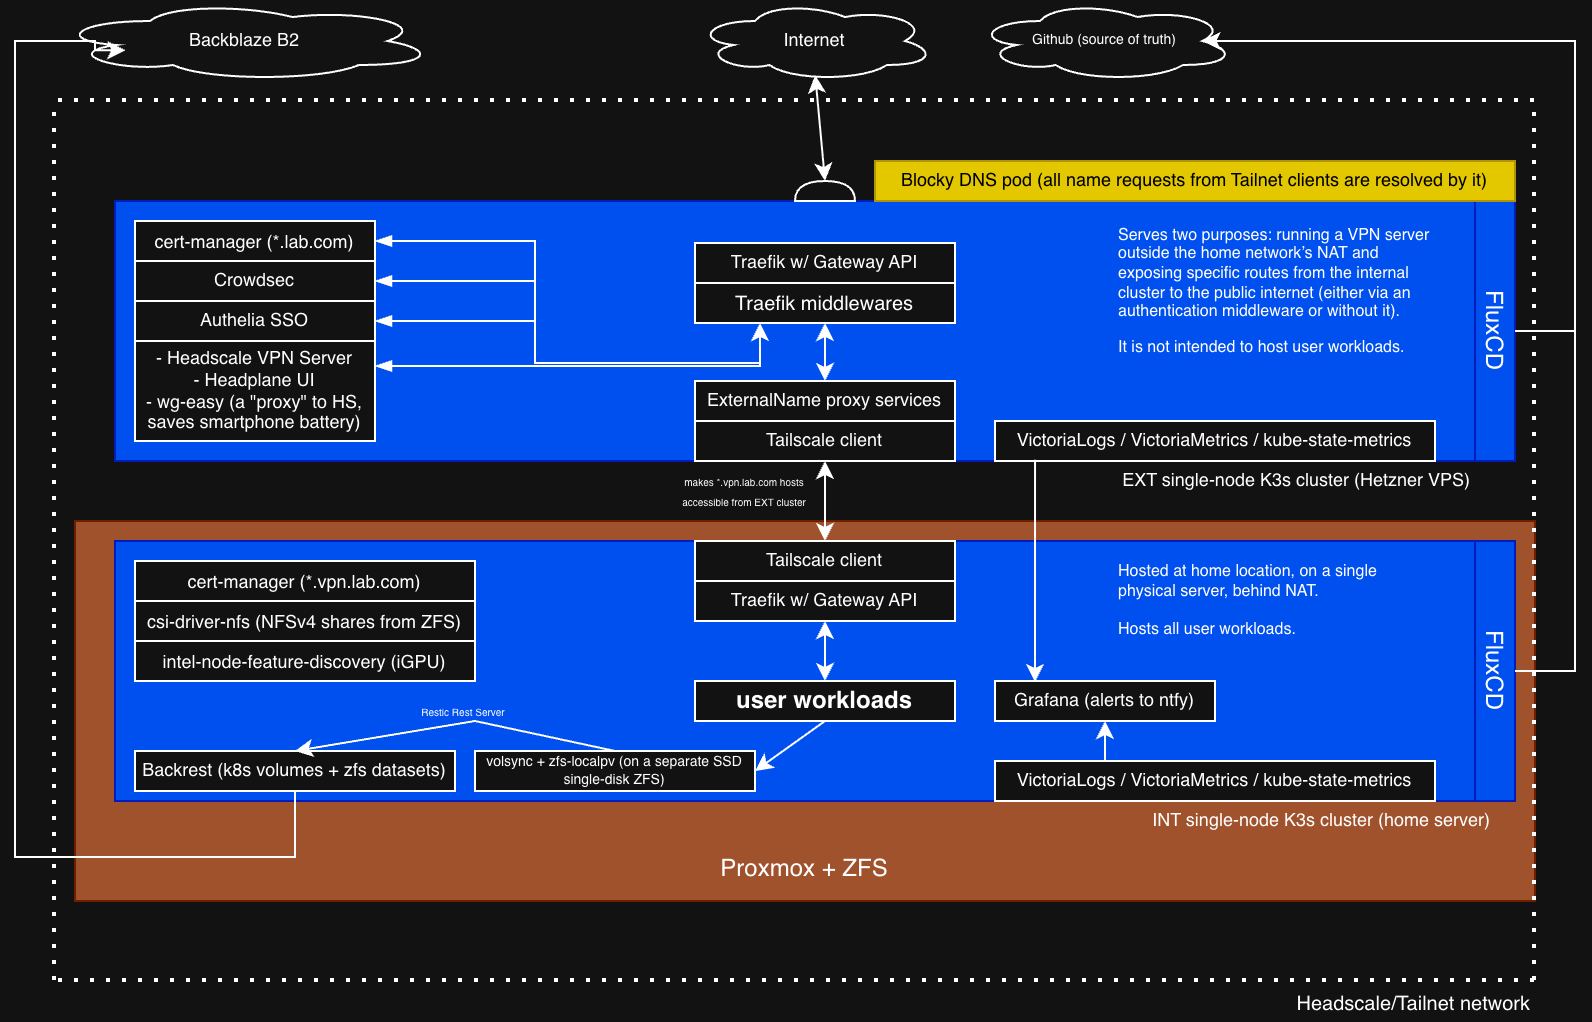 Backblaze B2
Internet
Github (source of truth)
Blocky DNS pod (all name requests from Tailnet clients are resolved by it)
cert-manager (*.lab.com)
Crowdsec
Authelia SSO
- Headscale VPN Server
- Headplane UI
- wg-easy (a "proxy" to HS,
saves smartphone battery)
Traefik w/ Gateway API
Traefik middlewares
ExternalName proxy services
Tailscale client
Serves two purposes: running a VPN server
outside the home network's NAT and
exposing specific routes from the internal
cluster to the public internet (either via an
authentication middleware or without it).
It is not intended to host user workloads.
FluxCD
VictoriaLogs / VictoriaMetrics / kube-state-metrics
EXT single-node K3s cluster (Hetzner VPS)
makes *.vpn.lab.com hosts
accessible from EXT cluster
cert-manager (*.vpn.lab.com)
csi-driver-nfs (NFSv4 shares from ZFS)
intel-node-feature-discovery (iGPU)
Tailscale client
Traefik w/ Gateway API
user workloads
Hosted at home location, on a single
physical server, behind NAT.
Hosts all user workloads.
FluxCD
Grafana (alerts to ntfy)
Restic Rest Server
Backrest (k8s volumes + zfs datasets)
volsync + zfs-localpv (on a separate SSD
single-disk ZFS)
VictoriaLogs / VictoriaMetrics / kube-state-metrics
INT single-node K3s cluster (home server)
Proxmox + ZFS
Headscale/Tailnet network